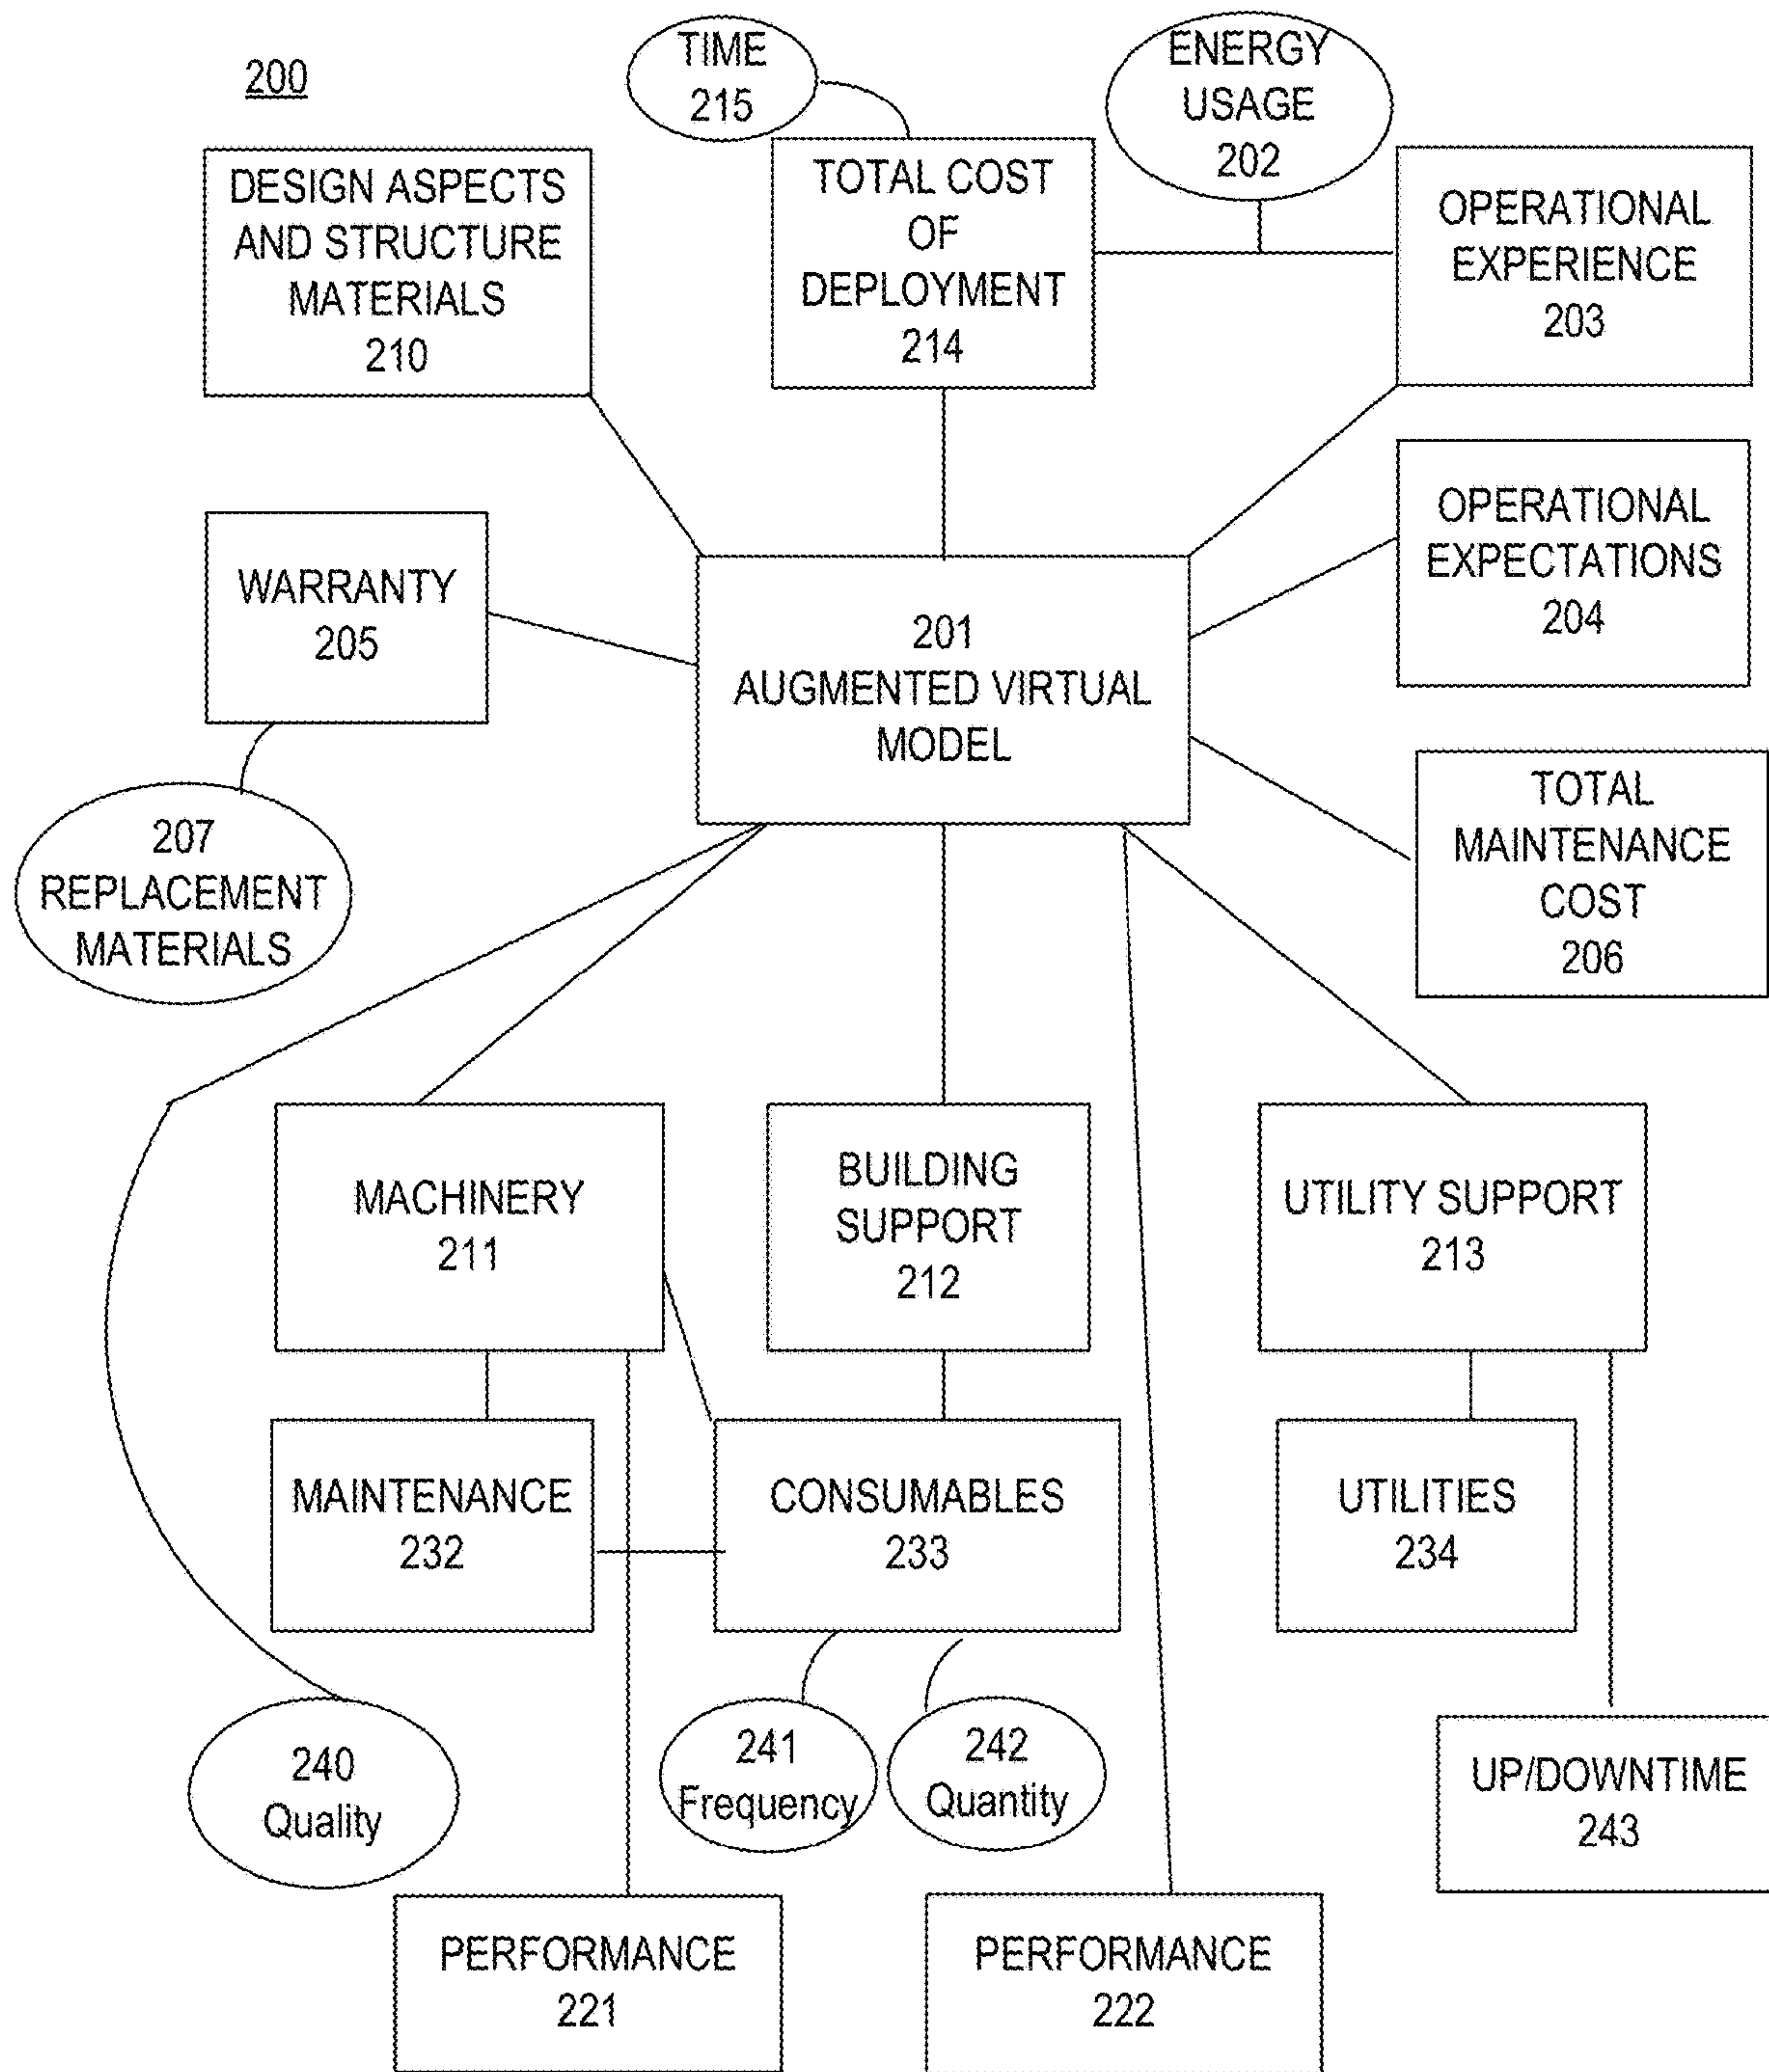 200
TIME
215
ENERGY
USAGE
202
DESIGN ASPECTS
AND STRUCTURE
MATERIALS
210
TOTAL COST
OF
DEPLOYMENT
214
OPERATIONAL
EXPERIENCE
203
OPERATIONAL
EXPECTATIONS
204
WARRANTY
205
201
AUGMENTED VIRTUAL
MODEL
207
REPLACEMENT
MATERIALS
TOTAL
MAINTENANCE
COST
206
MACHINERY
211
BUILDING
SUPPORT
212
UTILITY SUPPORT
213
MAINTENANCE
232
CONSUMABLES
233
UTILITIES
234
240
Quality
241
Frequency
242
Quantity
UP/DOWNTIME
243
PERFORMANCE
221
PERFORMANCE
222